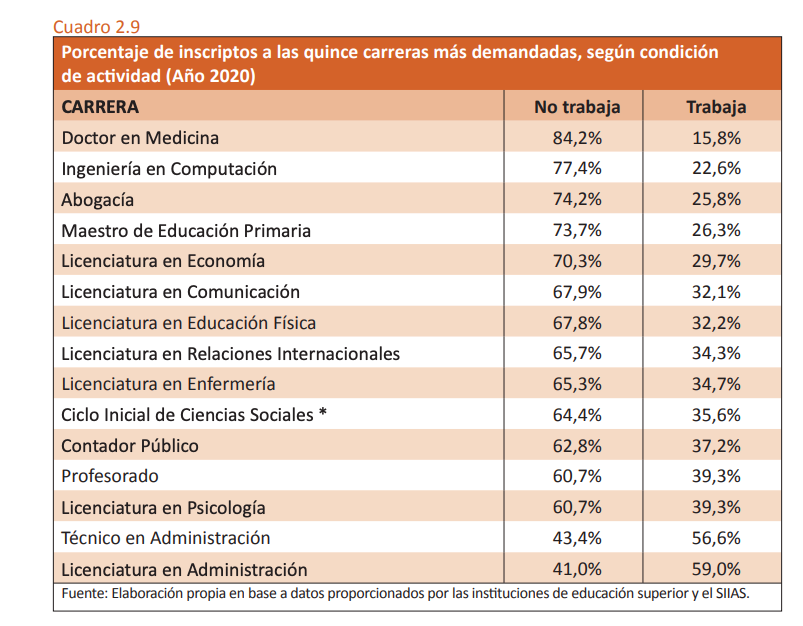 Cuadro 2.9
Porcentaje de inscriptos a las quince carreras más demandadas, según condición
de actividad (Año 2020)
CARRERA No trabaja Trabaja
Doctor en Medicina 84,2% 15,8%
Ingeniería en Computación 77,4% 22,6%
Abogacía 74,2% 25,8%
Maestro de Educación Primaria 73,7% 26,3%
Licenciatura en Economía 70,3% 29,7%
Licenciatura en Comunicación 67,9% 32,1%
Licenciatura en Educación Física 67,8% 32,2%
Licenciatura en Relaciones Internacionales 65,7% 34,3%
Licenciatura en Enfermería 65,3% 34,7%
Ciclo Inicial de Ciencias Sociales * 64,4% 35,6%
Contador Público 62,8% 37,2%
Profesorado 60,7% 39,3%
Licenciatura en Psicología 60,7% 39,3%
Técnico en Administración 43,4% 56,6%
Licenciatura en Administración 41,0% 59,0%
Fuente: Elaboración propia en base a datos proporcionados por las instituciones de educación superior y el SIIAS.